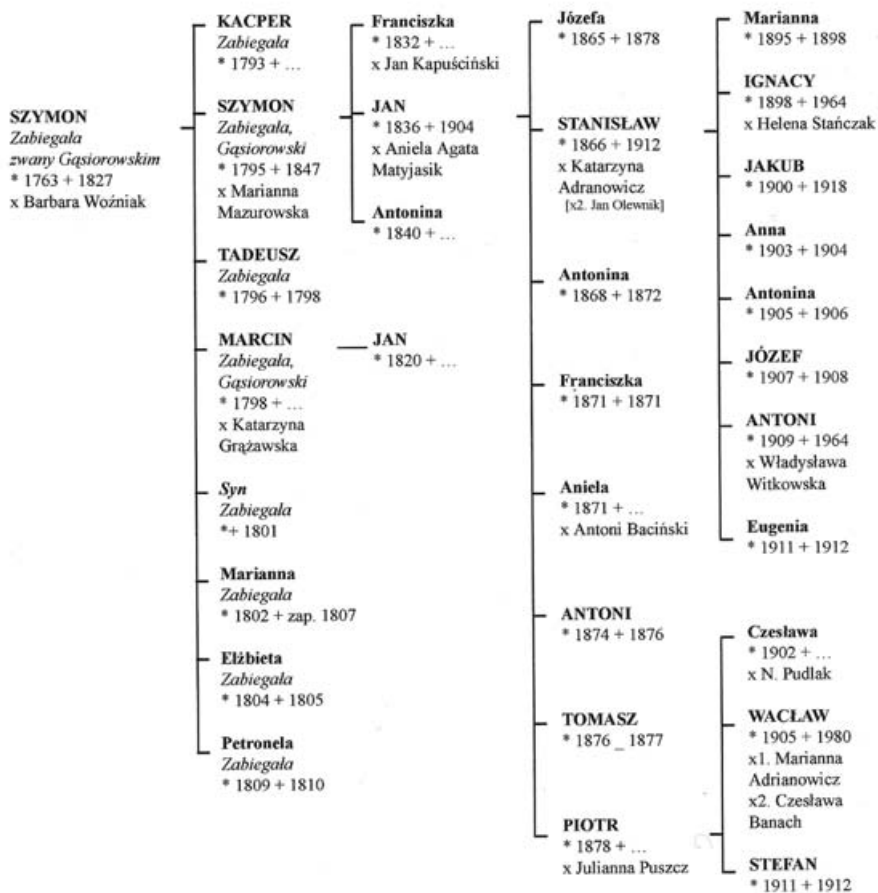 SZYMON
Zabiegała
zwany Gąsiorowskim
* 1763 + 1827
x Barbara Woźniak
KACPER
Zabiegała
* 1793 + ...
SZYMON
Zabiegała,
Gąsiorowski
* 1795 + 1847
x Marianna
Mazurowska
TADEUSZ
Zabiegała
* 1796 + 1798
MARCIN
Zabiegała,
Gąsiorowski
* 1798 + ...
x Katarzyna
Grążawska
Syn
Zabiegała
*+ 1801
Marianna
Zabiegała
* 1802 + zap. 1807
Elżbieta
Zabiegała
* 1804 + 1805
Petronela
Zabiegała
* 1809 + 1810
Franciszka
* 1832 + ...
x Jan Kapuściński
JAN
* 1836 + 1904
x Aniela Agata
Matyjasik
Antonina
* 1840 + ...
JAN
* 1820 + ...
Józefa
* 1865 + 1878
STANISŁAW
* 1866 + 1912
x Katarzyna
Adranowicz
[x2. Jan Olewnik]
Antonina
* 1868 + 1872
Franciszka
* 1871 + 1871
Aniela
* 1871 + ...
x Antoni Baciński
ANTONI
* 1874 + 1876
TOMASZ
* 1876 _ 1877
PIOTR
* 1878 + ...
x Julianna Puszcz
Marianna
* 1895 + 1898
IGNACY
* 1898 + 1964
x Helena Stańczak
JAKUB
* 1900 + 1918
Anna
* 1903 + 1904
Antonina
* 1905 + 1906
JÓZEF
* 1907 + 1908
ANTONI
* 1909 + 1964
x Władysława
Witkowska
Eugenia
* 1911 + 1912
Czesława
* 1902 + ...
x N. Pudlak
WACŁAW
* 1905 + 1980
x1. Marianna
Adrianowicz
x2. Czesława
Banach
STEFAN
* 1911 + 1912